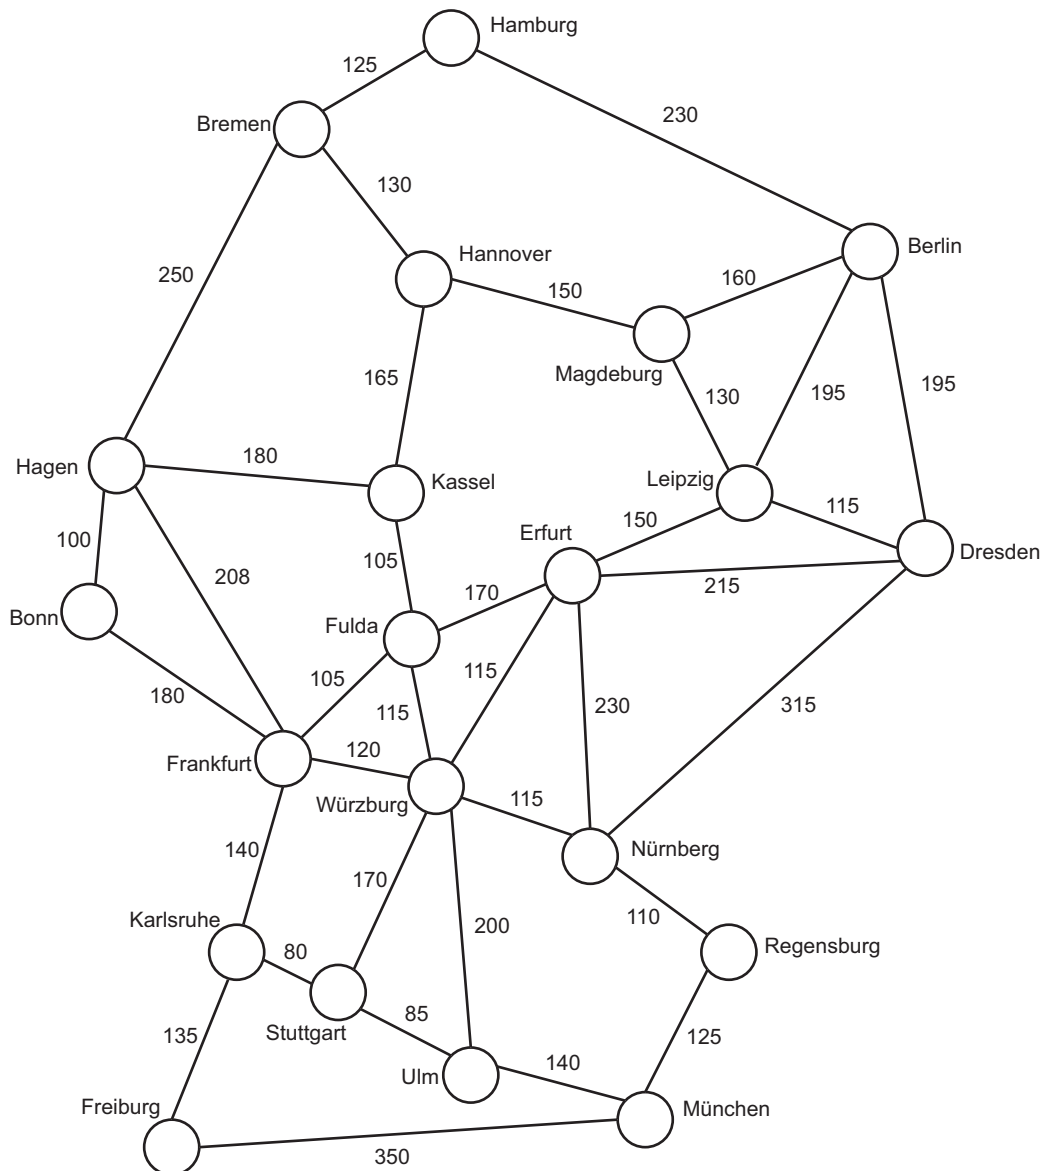 Hamburg
125
230
Bremen
130
Hannover
Berlin
250
160
150
Magdeburg
165
130
195
195
Hagen
180
Kassel
Leipzig
115
150
Erfurt
100
208
105
Dresden
215
170
Bonn
Fulda
105
115
180
115
230
315
Frankfurt
120
Würzburg
115
140
Nürnberg
170
Karlsruhe
110
200
80
Regensburg
Stuttgart
85
135
125
Ulm
140
Freiburg
München
350